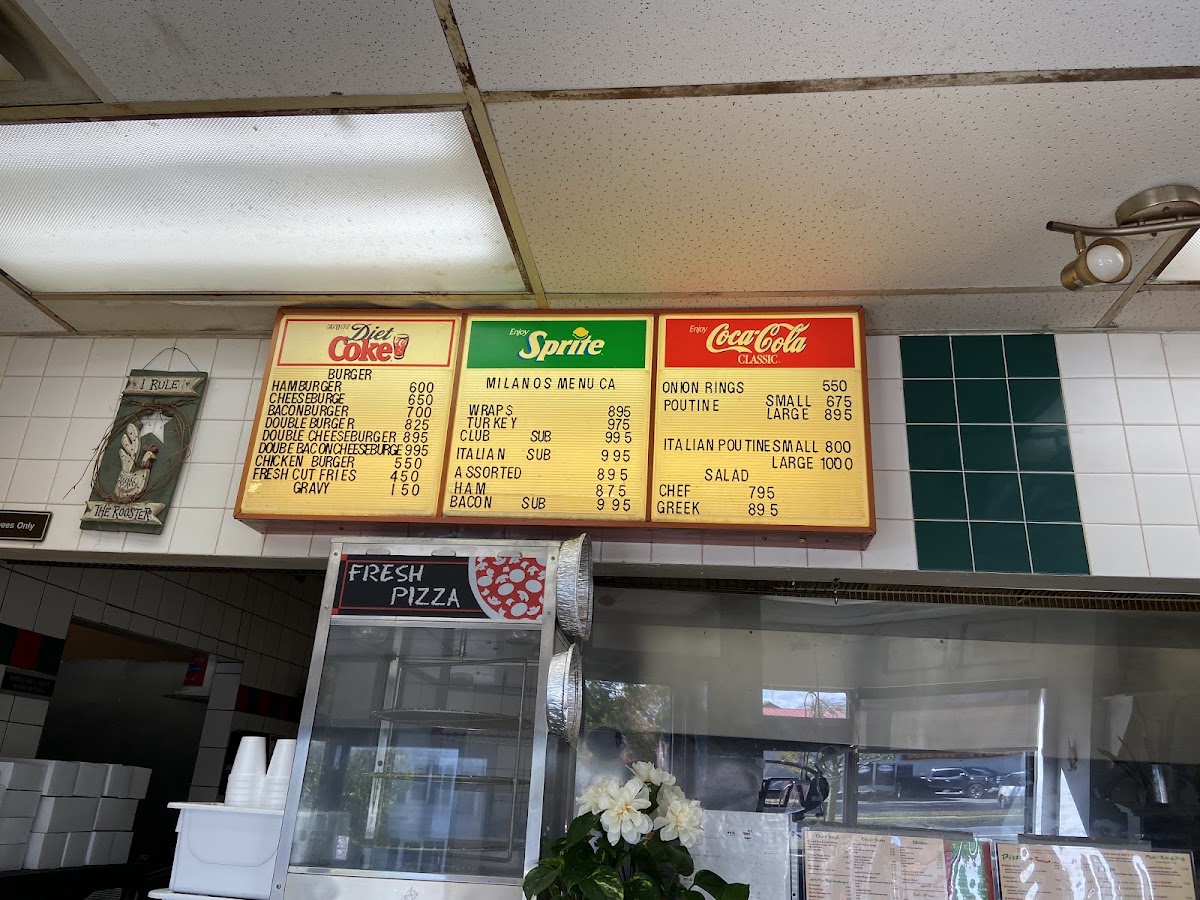 I RULE
THE ROOSTER
ees Only
Enjoy
Diet
Coke
BURGER
HAMBURGER 600
CHEESEBURGE 650
BACONBURGER 700
DOUBLE BURGER 825
DOUBLE CHEESEBURGER 895
DOUBE BACONCHEESEBURGE 995
CHICKEN BURGER 550
FRESH CUT FRIES 450
GRAVY 150
Enjoy
Sprite
MILANOS MENU CA
WRAPS 895
TURKEY 975
CLUB SUB 995
ITALIAN SUB 995
ASSORTED 895
HAM 875
BACON SUB 995
Enjoy
Coca-Cola
CLASSIC
ONION RINGS 550
POUTINE SMALL 675
LARGE 895
ITALIAN POUTINE SMALL 800
LARGE 1000
SALAD
CHEF 795
GREEK 895
FRESH
PIZZA